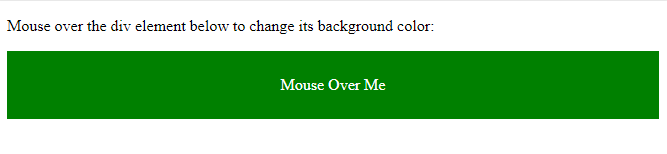 Mouse over the div element below to change its background color:
Mouse Over Me